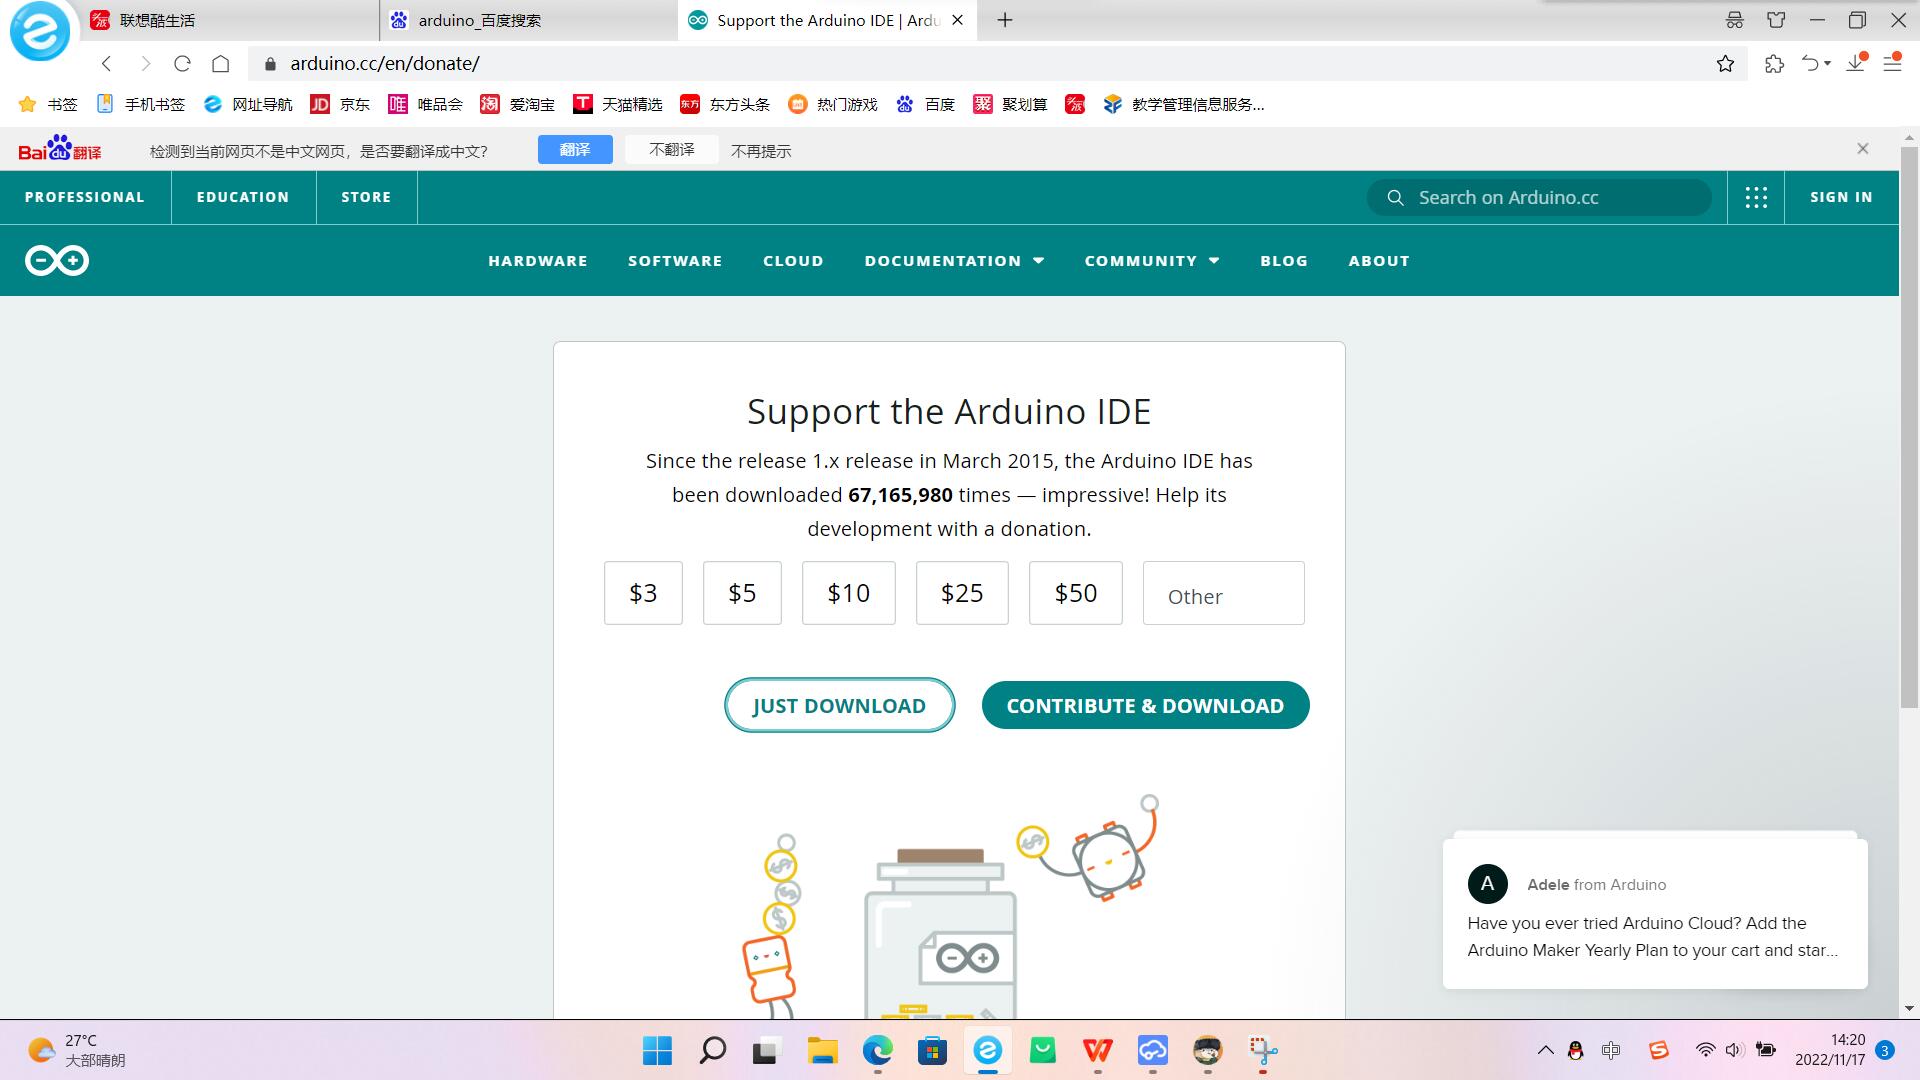 联想酷生活
arduino_百度搜索
Support the Arduino IDE | Ardu
arduino.cc/en/donate/
书签
手机书签
网址导航
JD 京东
唯 唯品会
淘 爱淘宝
T 天猫精选
东方 东方头条
热门游戏
百度
聚 聚划算
教学管理信息服务...
Baidu翻译
检测到当前网页不是中文网页，是否要翻译成中文?
翻译
不翻译
不再提示
PROFESSIONAL
EDUCATION
STORE
Search on Arduino.cc
SIGN IN
HARDWARE
SOFTWARE
CLOUD
DOCUMENTATION
COMMUNITY
BLOG
ABOUT
Support the Arduino IDE
Since the release 1.x release in March 2015, the Arduino IDE has
been downloaded 67,165,980 times — impressive! Help its
development with a donation.
$3
$5
$10
$25
$50
Other
JUST DOWNLOAD
CONTRIBUTE & DOWNLOAD
A
Adele from Arduino
Have you ever tried Arduino Cloud? Add the
Arduino Maker Yearly Plan to your cart and star...
27°C
大部晴朗
中
14:20
2022/11/17
3